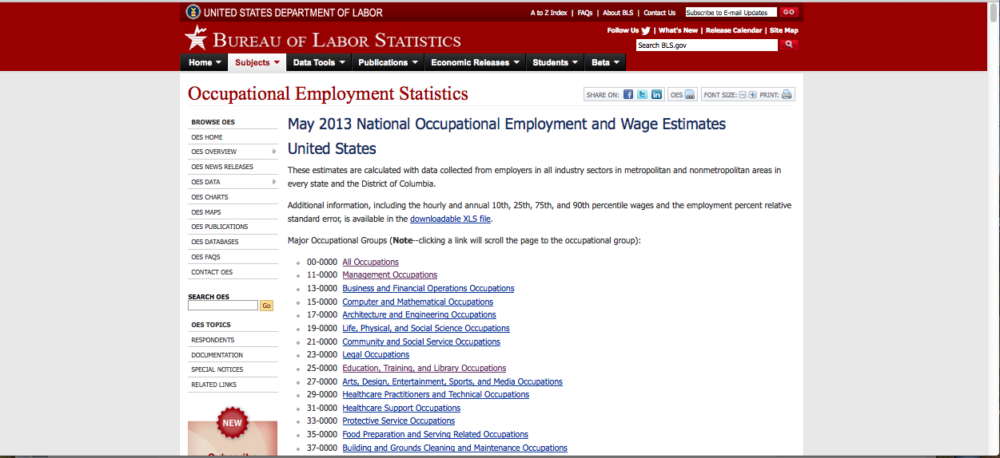 UNITED STATES DEPARTMENT OF LABOR
A to Z Index | FAQs | About BLS | Contact Us
Subscribe to E-mail Updates GO
BUREAU OF LABOR STATISTICS
Follow Us | What's New | Release Calendar | Site Map
Search BLS.gov
Home Subjects Data Tools Publications Economic Releases Students Beta
Occupational Employment Statistics
SHARE ON: OES FONT SIZE: PRINT:
BROWSE OES
OES HOME
OES OVERVIEW
OES NEWS RELEASES
OES DATA
OES CHARTS
OES MAPS
OES PUBLICATIONS
OES DATABASES
OES FAQS
CONTACT OES
SEARCH OES
Go
OES TOPICS
RESPONDENTS
DOCUMENTATION
SPECIAL NOTICES
RELATED LINKS
NEW
May 2013 National Occupational Employment and Wage Estimates
United States
These estimates are calculated with data collected from employers in all industry sectors in metropolitan and nonmetropolitan areas in
every state and the District of Columbia.
Additional information, including the hourly and annual 10th, 25th, 75th, and 90th percentile wages and the employment percent relative
standard error, is available in the downloadable XLS file.
Major Occupational Groups (Note--clicking a link will scroll the page to the occupational group):
00-0000 All Occupations
11-0000 Management Occupations
13-0000 Business and Financial Operations Occupations
15-0000 Computer and Mathematical Occupations
17-0000 Architecture and Engineering Occupations
19-0000 Life, Physical, and Social Science Occupations
21-0000 Community and Social Service Occupations
23-0000 Legal Occupations
25-0000 Education, Training, and Library Occupations
27-0000 Arts, Design, Entertainment, Sports, and Media Occupations
29-0000 Healthcare Practitioners and Technical Occupations
31-0000 Healthcare Support Occupations
33-0000 Protective Service Occupations
35-0000 Food Preparation and Serving Related Occupations
37-0000 Building and Grounds Cleaning and Maintenance Occupations